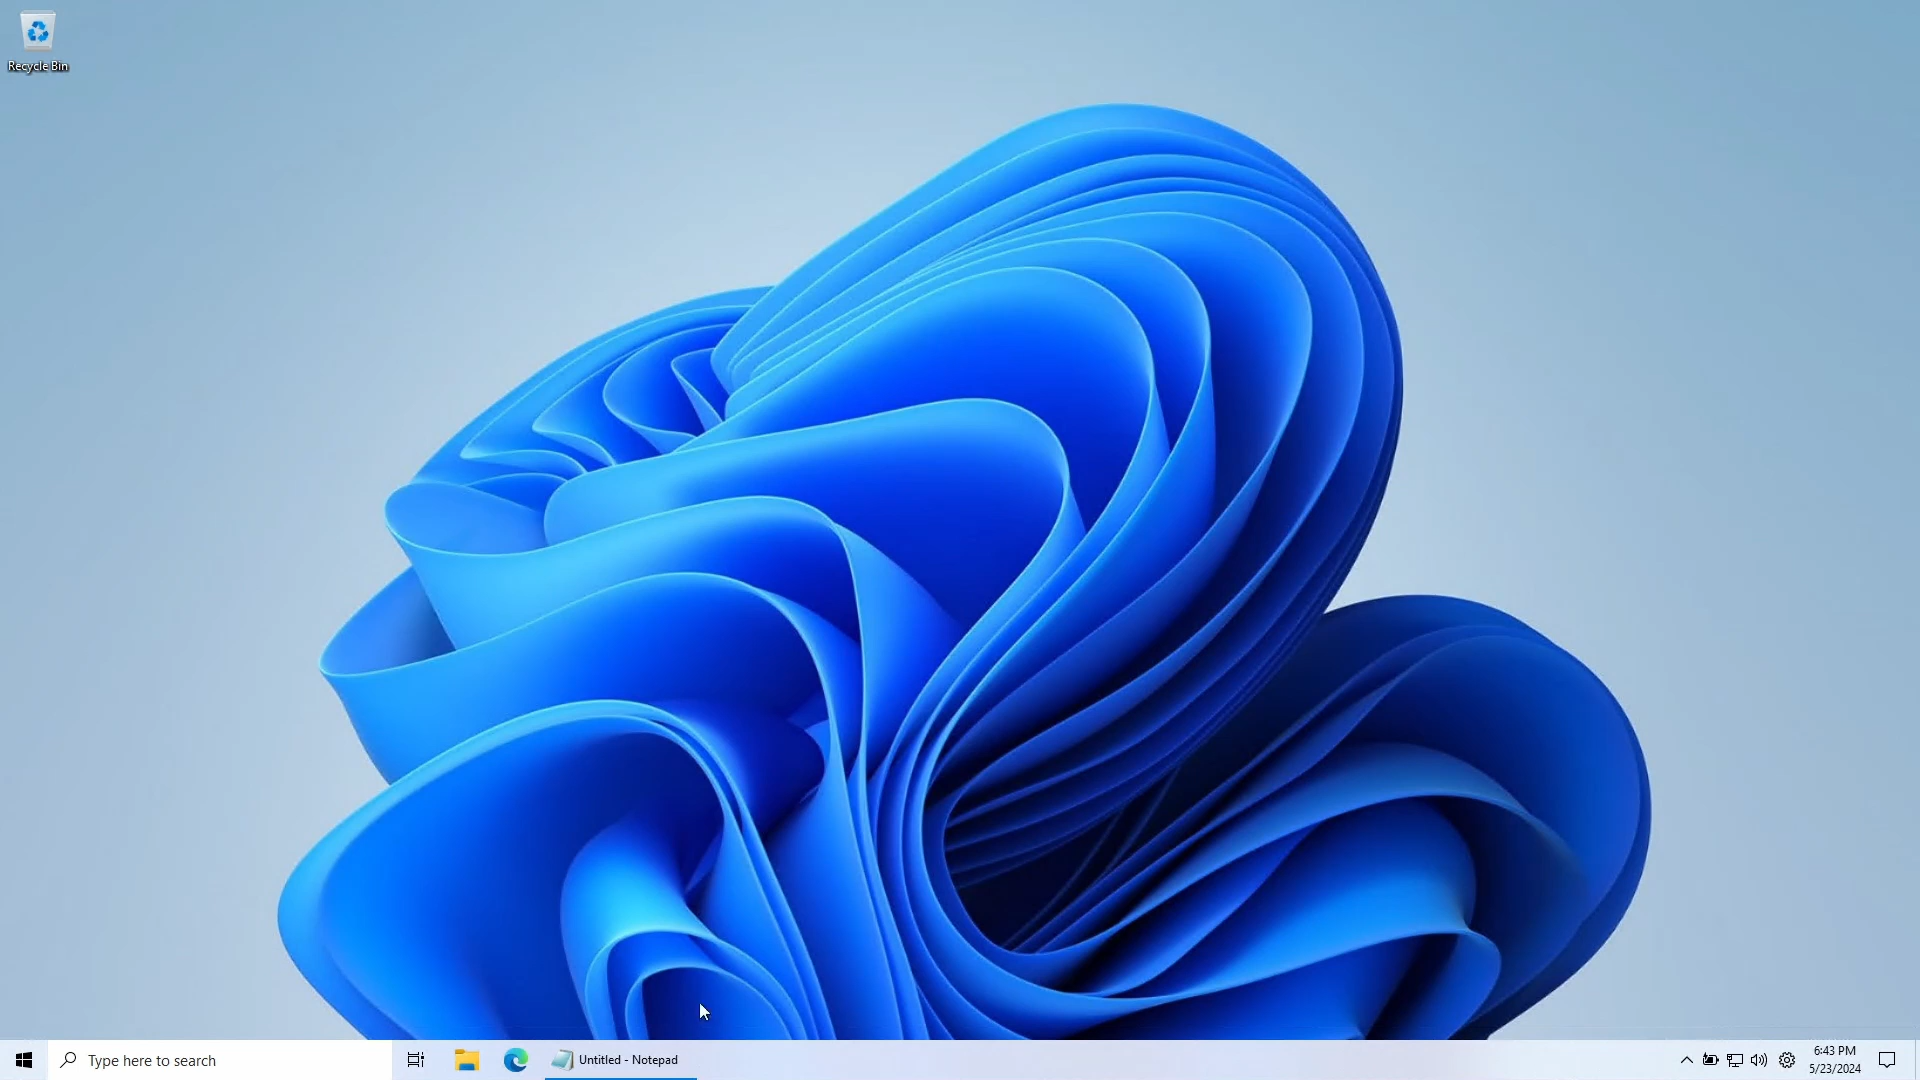 Recycle Bin
Type here to search
Untitled - Notepad
6:43 PM
5/23/2024